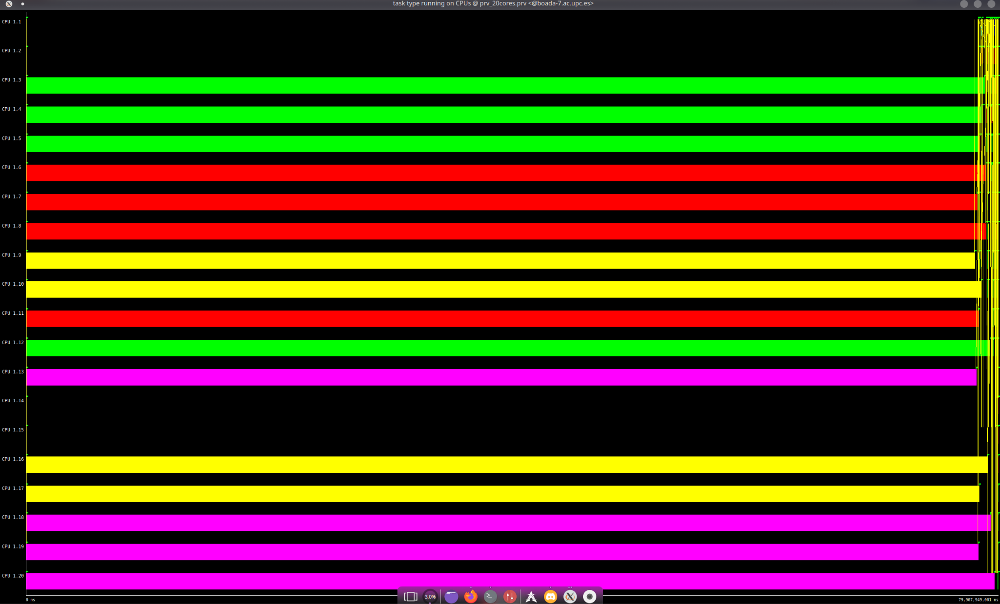 task type running on CPUs @ prv_20cores.prv <@boada-7.ac.upc.es>
CPU 1.1
CPU 1.2
CPU 1.3
CPU 1.4
CPU 1.5
CPU 1.6
CPU 1.7
CPU 1.8
CPU 1.9
CPU 1.10
CPU 1.11
CPU 1.12
CPU 1.13
CPU 1.14
CPU 1.15
CPU 1.16
CPU 1.17
CPU 1.18
CPU 1.19
CPU 1.20
3,0%
0 ns
79,907,949,001 ns